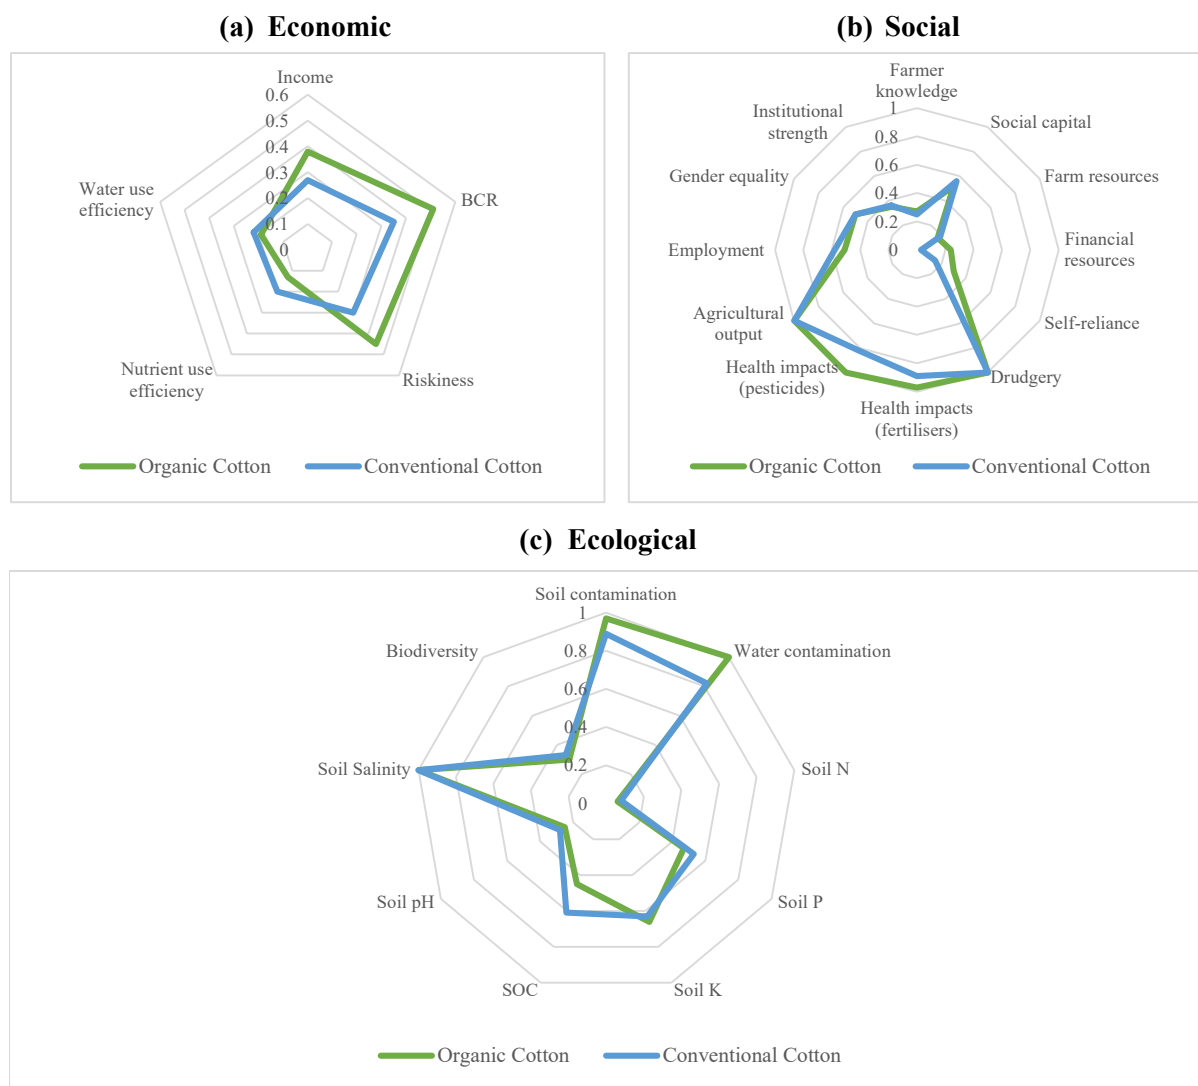 (a) Economic
Income
0.6
0.5
0.4
0.3
0.2
0.1
0
BCR
Riskiness
Nutrient use
efficiency
Water use
efficiency
Organic Cotton
Conventional Cotton
(b) Social
Farmer
knowledge
1
0.8
0.6
0.4
0.2
0
Social capital
Farm resources
Financial
resources
Self-reliance
Drudgery
Health impacts
(fertilisers)
Health impacts
(pesticides)
Agricultural
output
Employment
Gender equality
Institutional
strength
Organic Cotton
Conventional Cotton
(c) Ecological
Soil contamination
1
0.8
0.6
0.4
0.2
0
Water contamination
Soil N
Soil P
Soil K
SOC
Soil pH
Soil Salinity
Biodiversity
Organic Cotton
Conventional Cotton